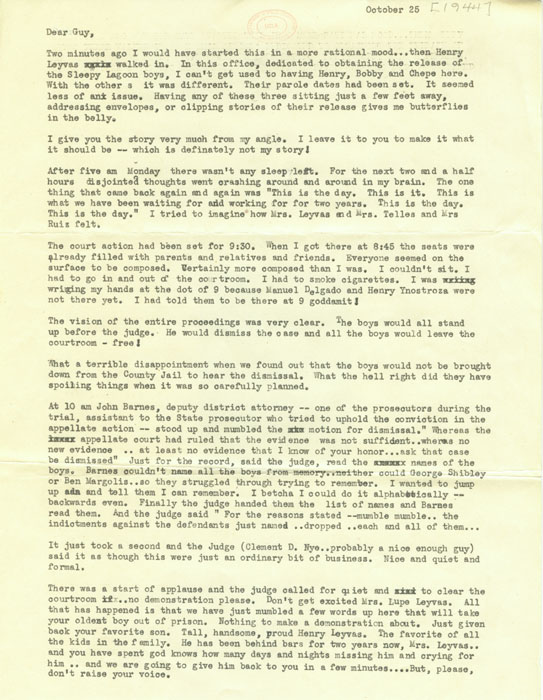 October 25 [1944]
Dear Guy,
Two minutes ago I would have started this in a more rational mood...then Henry
Leyvas walked in. In this office, dedicated to obtaining the release of
the Sleepy Lagoon boys, I can't get used to having Henry, Bobby and Chepe here.
With the other s it was different. Their parole dates had been set. It seemed
less of ani issue. Having any of these three sitting just a few feet away,
addressing envelopes, or clipping stories of their release gives me butterflies
in the belly.
I give you the story very much from my angle. I leave it to you to make it what
it should be -- which is definately not my story!
After five am Monday there wasn't any sleep left. For the next two and a half
hours disjointed thoughts went crashing around and around in my brain. The one
thing that came back again and again was "This is the day. This is it. This is
what we have been waiting for and working for for two years. This is the day.
This is the day." I tried to imagine how Mrs. Leyvas and Mrs. Telles and Mrs
Ruiz felt.
The court action had been set for 9:30. When I got there at 8:45 the seats were
already filled with parents and relatives and friends. Everyone seemed on the
surface to be composed. Certainly more composed than I was. I couldn't sit. I
had to go in and out of the courtroom. I had to smoke cigarettes. I was
wriging my hands at the dot of 9 because Manuel Delgado and Henry Ynostroza were
not there yet. I had told them to be there at 9 goddamit!
The vision of the entire proceedings was very clear. The boys would all stand
up before the judge. He would dismiss the case and all the boys would leave the
courtroom - free!
What a terrible disappointment when we found out that the boys would not be brought
down from the County Jail to hear the dismissal. What the hell right did they have
spoiling things when it was so carefully planned.
At 10 am John Barnes, deputy district attorney -- one of the prosecutors during the
trial, assistant to the State prosecutor who tried to uphold the conviction in the
appellate action -- stood up and mumbled the motion for dismissal." Whereas the
appellate court had ruled that the evidence was not suffient..wheras no
new evidence .. at least no evidence that I know of your honor...ask that case
be dismissed" Just for the record, said the judge, read the names of the
boys. Barnes couldn't name all the boys from memory..neither could George Shibley
or Ben Margolis..so they struggled through trying to remember. I wanted to jump
up and tell them I can remember. I betcha I could do it alphabetically --
backwards even. Finally the judge handed them the list of names and Barnes
read them. And the judge said " For the reasons stated --mumble mumble.. the
indictments against the defendants just named ..dropped ..each and all of them...
It just took a second and the Judge (Clement D. Nye..probably a nice enough guy)
said it as though this were just an ordinary bit of business. Nice and quiet and
formal.
There was a start of applause and the judge called for quiet and to clear the
courtroom ..no demonstration please. Don't get excited Mrs. Lupe Leyvas. All
that has happened is that we have just mumbled a few words up here that will take
your oldest boy out of prison. Nothing to make a demonstration about. Just given
back your favorite son. Tall, handsome, proud Henry Leyvas. The favorite of all
the kids in the family. He has been behind bars for two years now, Mrs. Leyvas..
and you have spent god knows how many days and nights missing him and crying for
him .. and we are going to give him back to you in a few minutes....But, please,
don't raise your voice.